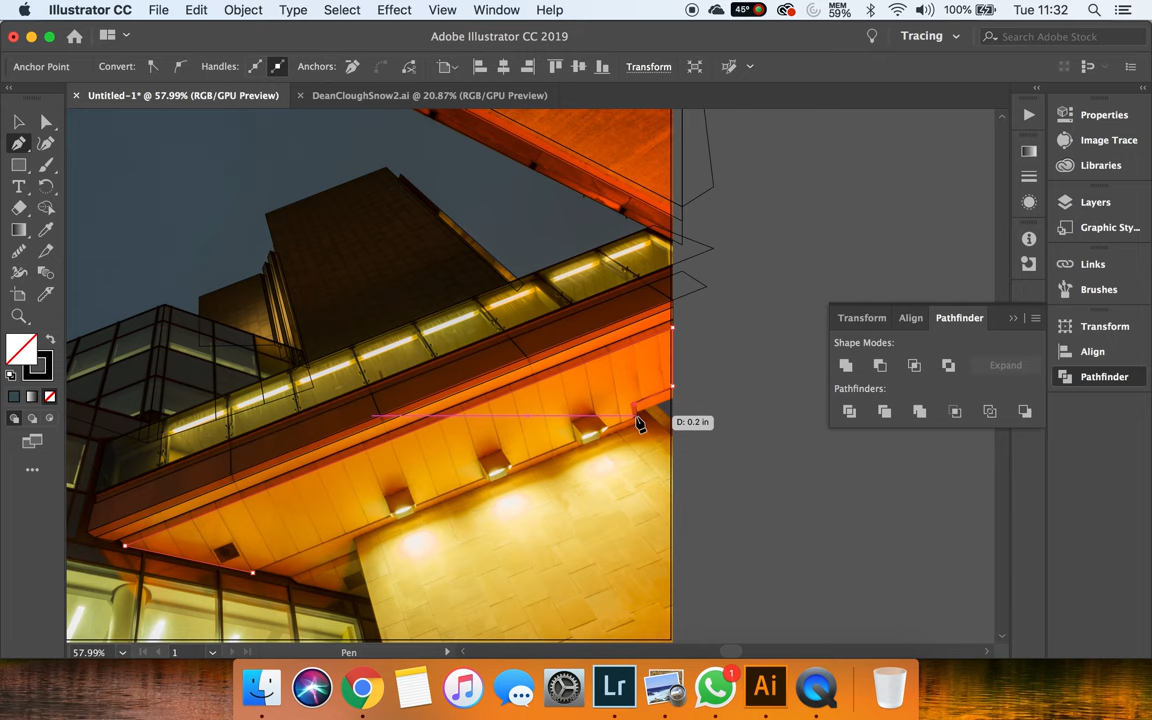 Illustrator CC File Edit Object Type Select Effect View Window Help 45° MEM 59% 100% Tue 11:32
Adobe Illustrator CC 2019 Tracing Search Adobe Stock
Anchor Point Convert: Handles: Anchors: Transform
Untitled-1* @ 57.99% (RGB/GPU Preview) DeanCloughSnow2.ai @ 20.87% (RGB/GPU Preview)
Properties
Image Trace
Libraries
Layers
Graphic Sty...
Links
Brushes
Transform
Align
Pathfinder
Transform Align Pathfinder
Shape Modes:
Expand
Pathfinders:
D: 0.2 in
57.99% 1 Pen
1
Lr Ai